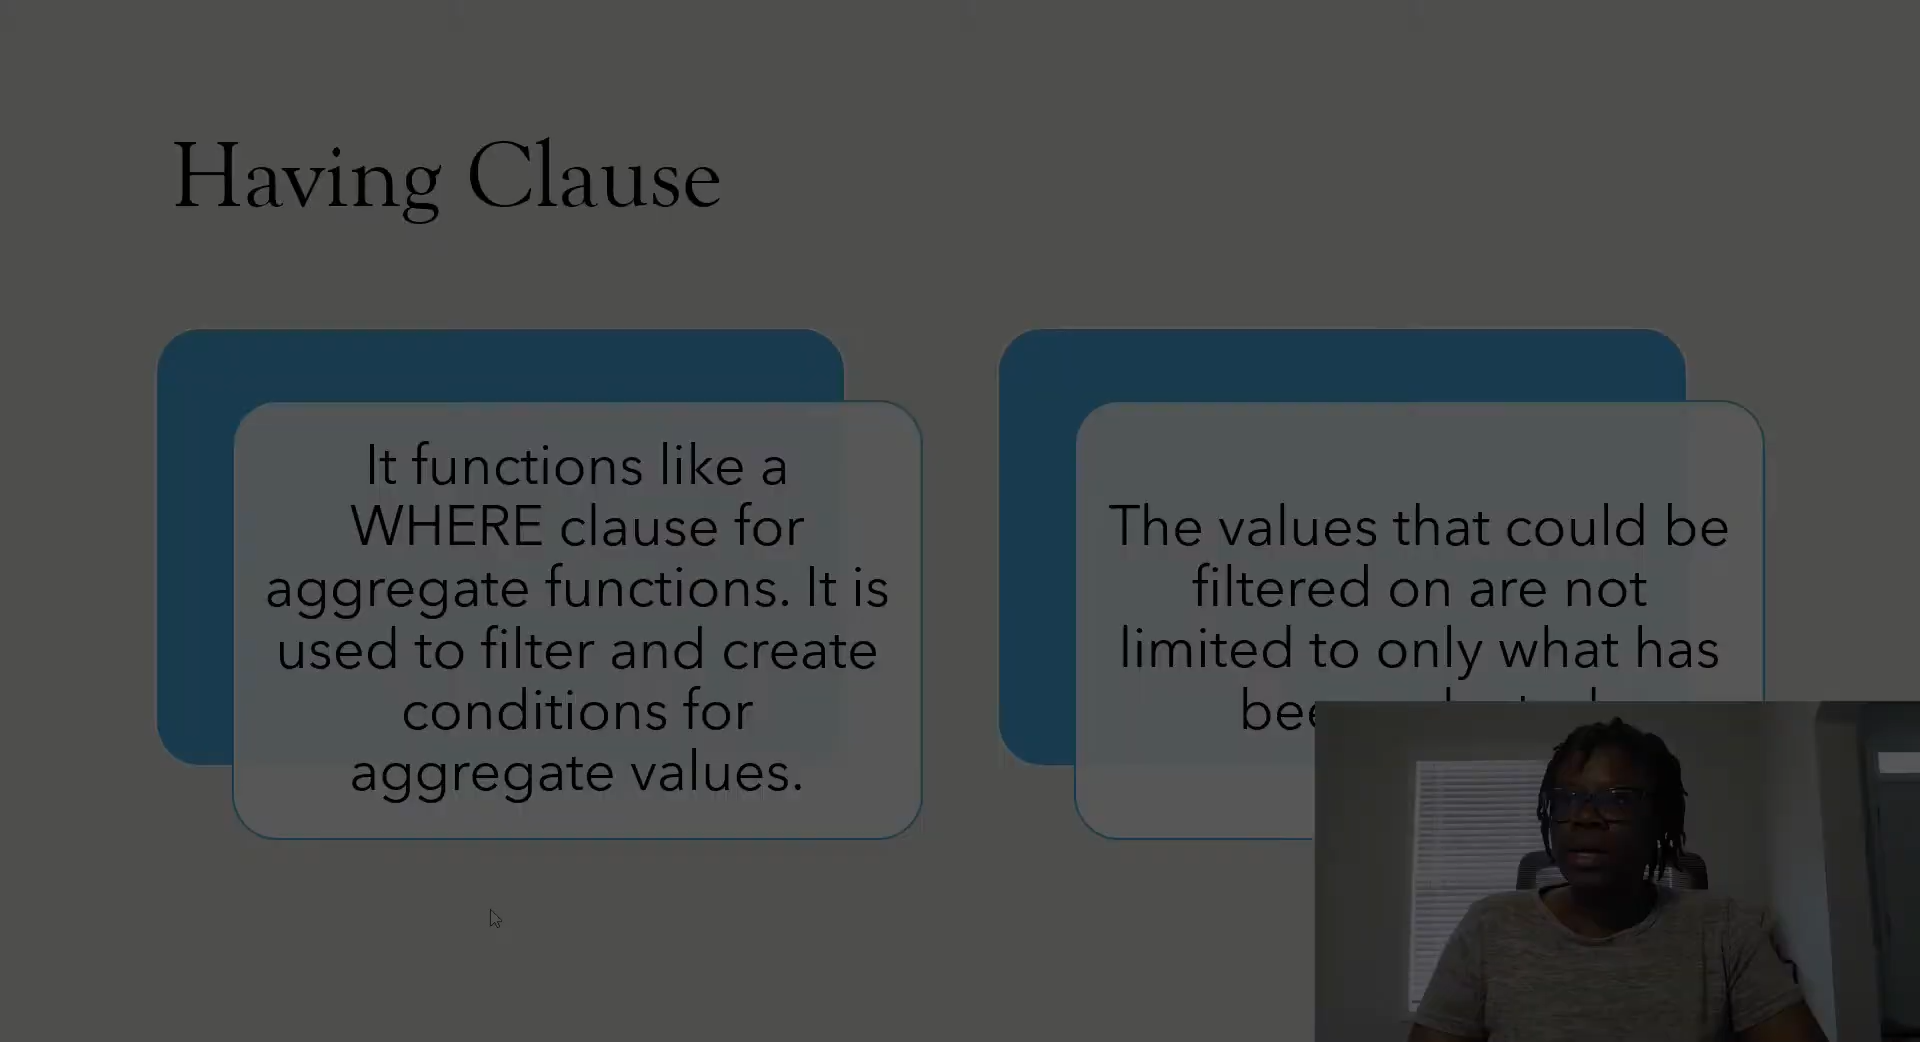 Having Clause
It functions like a
WHERE clause for
aggregate functions. It is
used to filter and create
conditions for
aggregate values.
The values that could be
filtered on are not
limited to only what has